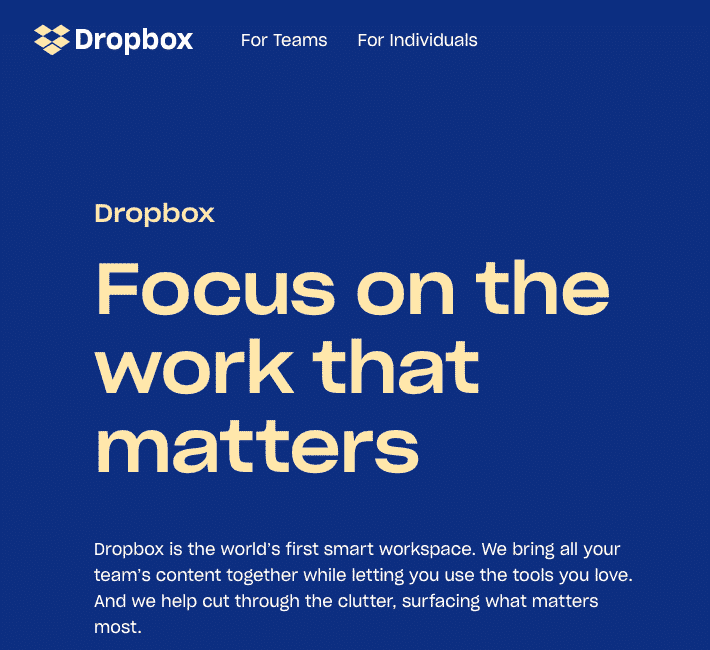 Dropbox For Teams For Individuals
Dropbox
Focus on the
work that
matters
Dropbox is the world’s first smart workspace. We bring all your
team’s content together while letting you use the tools you love.
And we help cut through the clutter, surfacing what matters
most.